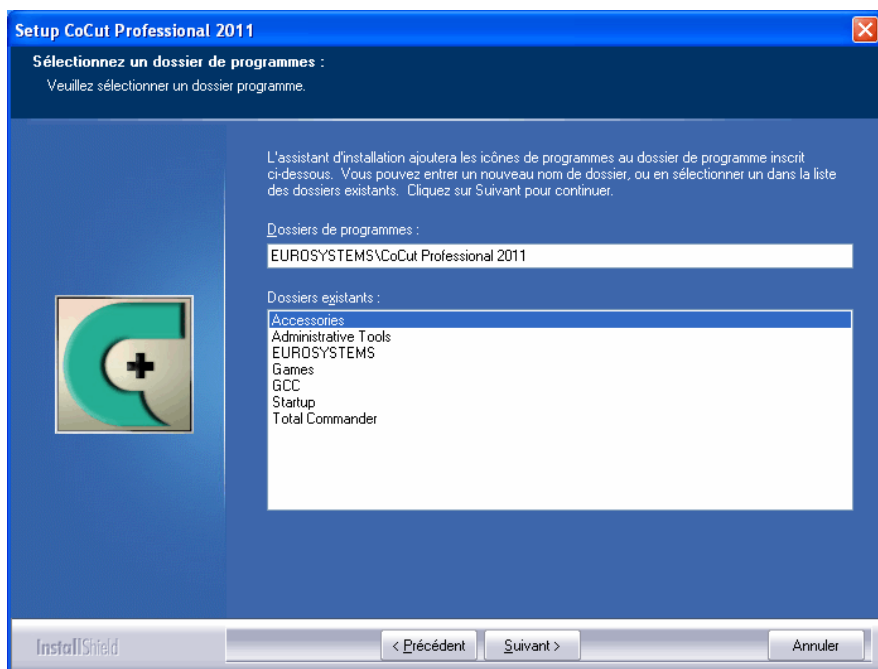 Setup CoCut Professional 2011
Sélectionnez un dossier de programmes :
Veuillez sélectionner un dossier programme.
L'assistant d'installation ajoutera les icônes de programmes au dossier de programme inscrit
ci-dessous. Vous pouvez entrer un nouveau nom de dossier, ou en sélectionner un dans la liste
des dossiers existants. Cliquez sur Suivant pour continuer.
Dossiers de programmes :
EUROSYSTEMS\CoCut Professional 2011
Dossiers existants :
Accessories
Administrative Tools
EUROSYSTEMS
Games
GCC
Startup
Total Commander
InstallShield
< Précédent
Suivant >
Annuler